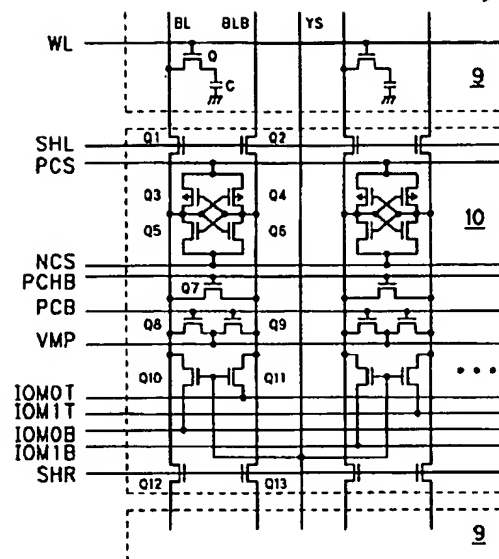 BL BLB YS
WL
Q
C
9
SHL Q1 Q2
PCS
Q3 Q4
10
Q5 Q6
NCS
PCHB
Q7
PCB
Q8 Q9
VMP
Q10 Q11
IOM0T
IOM1T
IOM0B
IOM1B
SHR
Q12 Q13
9